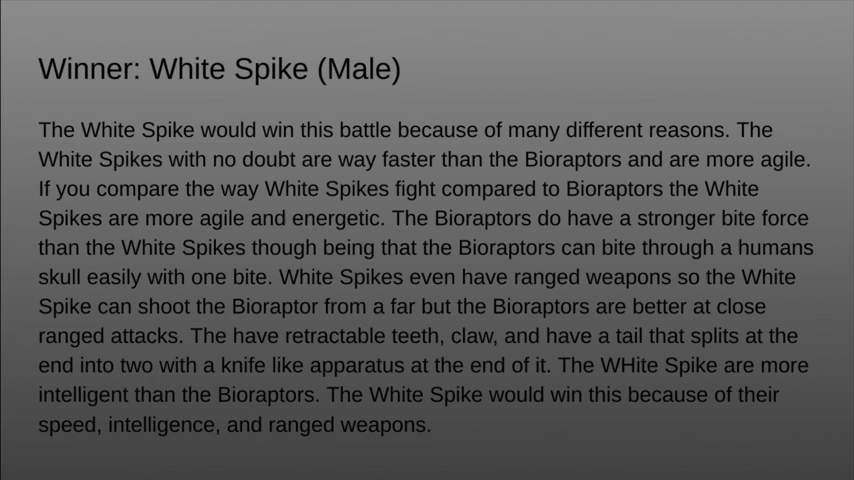 Winner: White Spike (Male)
The White Spike would win this battle because of many different reasons. The
White Spikes with no doubt are way faster than the Bioraptors and are more agile.
If you compare the way White Spikes fight compared to Bioraptors the White
Spikes are more agile and energetic. The Bioraptors do have a stronger bite force
than the White Spikes though being that the Bioraptors can bite through a humans
skull easily with one bite. White Spikes even have ranged weapons so the White
Spike can shoot the Bioraptor from a far but the Bioraptors are better at close
ranged attacks. The have retractable teeth, claw, and have a tail that splits at the
end into two with a knife like apparatus at the end of it. The WHite Spike are more
intelligent than the Bioraptors. The White Spike would win this because of their
speed, intelligence, and ranged weapons.